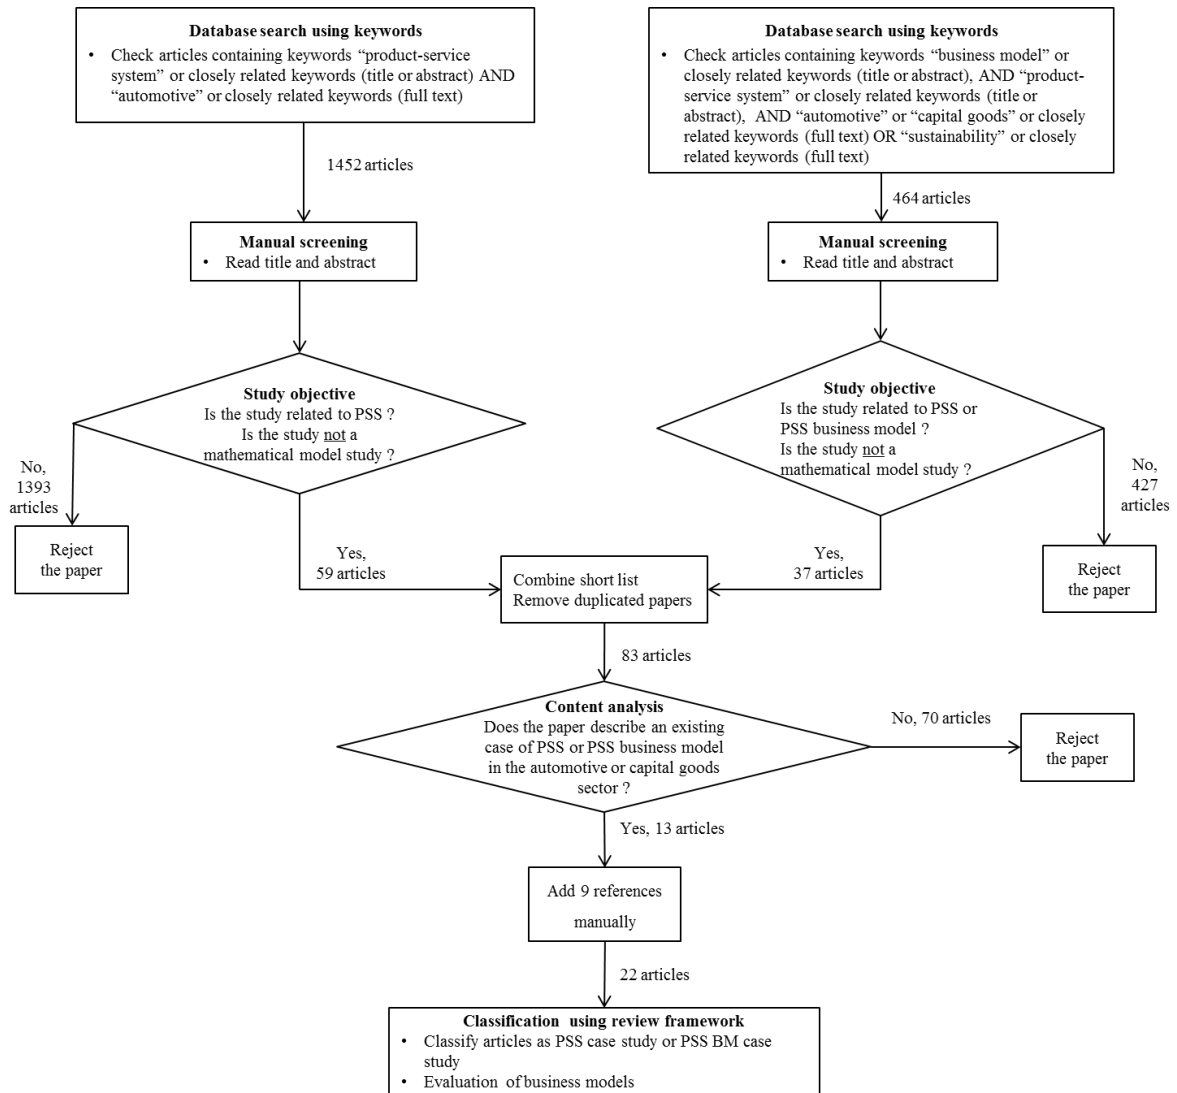 Database search using keywords
• Check articles containing keywords “product-service
system” or closely related keywords (title or abstract) AND
“automotive” or closely related keywords (full text)
1452 articles
Manual screening
• Read title and abstract
Study objective
Is the study related to PSS ?
Is the study not a
mathematical model study ?
No,
1393
articles
Reject
the paper
Yes,
59 articles
Database search using keywords
• Check articles containing keywords “business model” or
closely related keywords (title or abstract), AND “product-
service system” or closely related keywords (title or
abstract), AND “automotive” or “capital goods” or closely
related keywords (full text) OR “sustainability” or closely
related keywords (full text)
464 articles
Manual screening
• Read title and abstract
Study objective
Is the study related to PSS or
PSS business model ?
Is the study not a
mathematical model study ?
No,
427
articles
Reject
the paper
Yes,
37 articles
Combine short list
Remove duplicated papers
83 articles
Content analysis
Does the paper describe an existing
case of PSS or PSS business model
in the automotive or capital goods
sector ?
No, 70 articles
Reject
the paper
Yes, 13 articles
Add 9 references
manually
22 articles
Classification using review framework
• Classify articles as PSS case study or PSS BM case
study
• Evaluation of business models